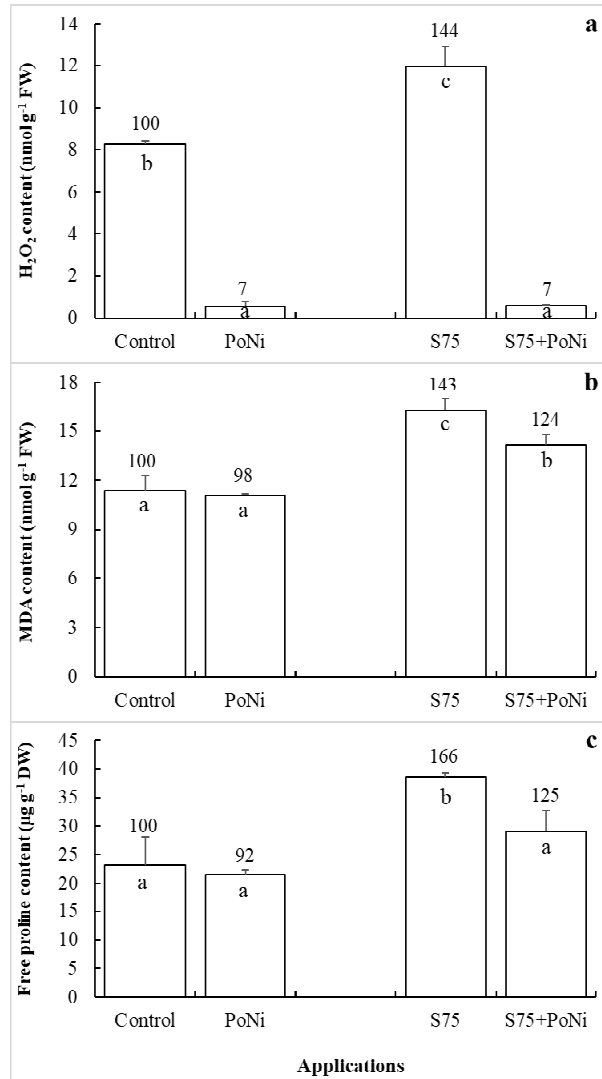 a
H₂O₂ content (nmol g⁻¹ FW)
14
12
10
8
6
4
2
0
100
b
7
a
144
c
7
a
Control PoNi S75 S75+PoNi
b
MDA content (nmol g⁻¹ FW)
18
15
12
9
6
3
0
100
a
98
a
143
c
124
b
Control PoNi S75 S75+PoNi
c
Free proline content (µg g⁻¹ DW)
45
40
35
30
25
20
15
10
5
0
100
a
92
a
166
b
125
a
Control PoNi S75 S75+PoNi
Applications